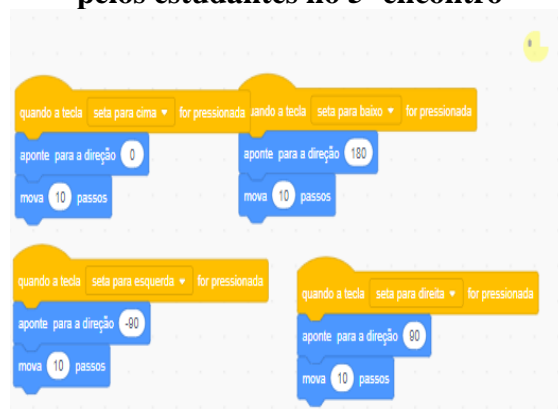 pelos estudantes no 5º encontro
quando a tecla seta para cima for pressionada
aponte para a direção 0
mova 10 passos
uando a tecla seta para baixo for pressionada
aponte para a direção 180
mova 10 passos
quando a tecla seta para esquerda for pressionada
aponte para a direção -90
mova 10 passos
quando a tecla seta para direita for pressionada
aponte para a direção 90
mova 10 passos